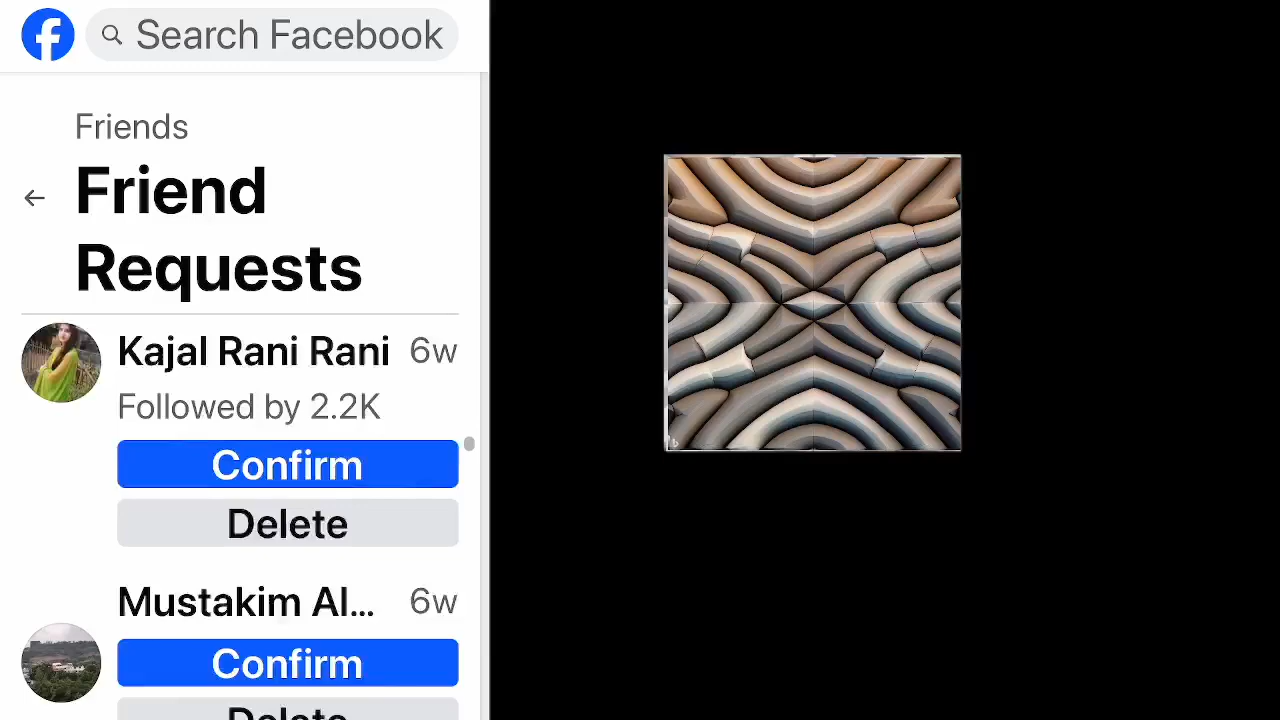 Search Facebook
Friends
Friend
Requests
Kajal Rani Rani 6w
Followed by 2.2K
Confirm
Delete
Mustakim Al... 6w
Confirm
Delete